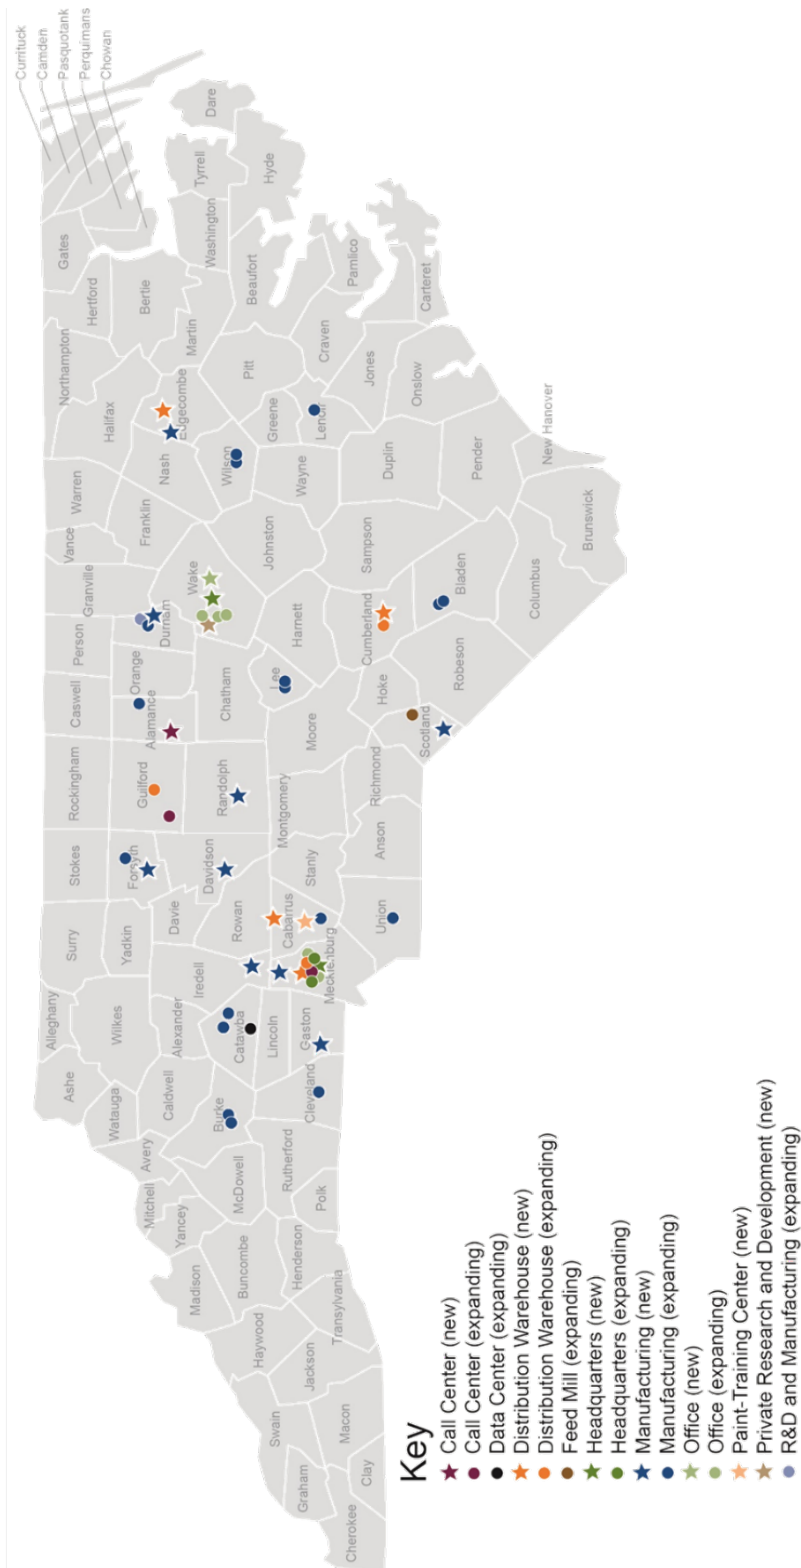 Ashe
Alleghany
Surry
Stokes
Rockingham
Caswell
Person
Granville
Vance
Warren
Northampton
Gates
Currituck
Camden
Pasquotank
Perquimans
Chowan
Hertford
Halifax
Watauga
Wilkes
Yadkin
Forsyth
Guilford
Alamance
Orange
Durham
Franklin
Bertie
Mitchell
Avery
Caldwell
Alexander
Davie
Nash
Edgecombe
Martin
Madison
Yancey
Iredell
Davidson
Randolph
Chatham
Wake
Wilson
Washington
Tyrrell
Dare
Haywood
Buncombe
McDowell
Burke
Catawba
Rowan
Johnston
Greene
Pitt
Beaufort
Hyde
Swain
Jackson
Henderson
Rutherford
Lincoln
Cabarrus
Stanly
Montgomery
Moore
Lee
Harnett
Wayne
Lenoir
Craven
Pamlico
Graham
Macon
Transylvania
Polk
Cleveland
Gaston
Mecklenburg
Cherokee
Clay
Union
Anson
Richmond
Hoke
Cumberland
Sampson
Duplin
Jones
Onslow
Carteret
Scotland
Robeson
Bladen
Pender
Columbus
Brunswick
New Hanover
Key
Call Center (new)
Call Center (expanding)
Data Center (expanding)
Distribution Warehouse (new)
Distribution Warehouse (expanding)
Feed Mill (expanding)
Headquarters (new)
Headquarters (expanding)
Manufacturing (new)
Manufacturing (expanding)
Office (new)
Office (expanding)
Paint-Training Center (new)
Private Research and Development (new)
R&D and Manufacturing (expanding)